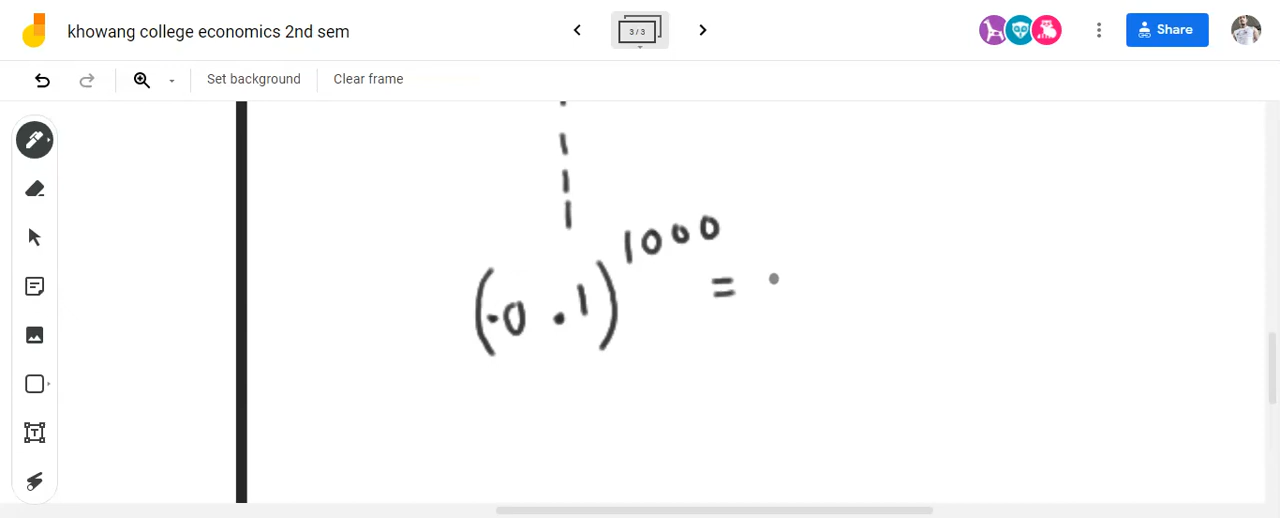 khowang college economics 2nd sem
3 / 3
Share
Set background
Clear frame
(-0.1)^1000 =